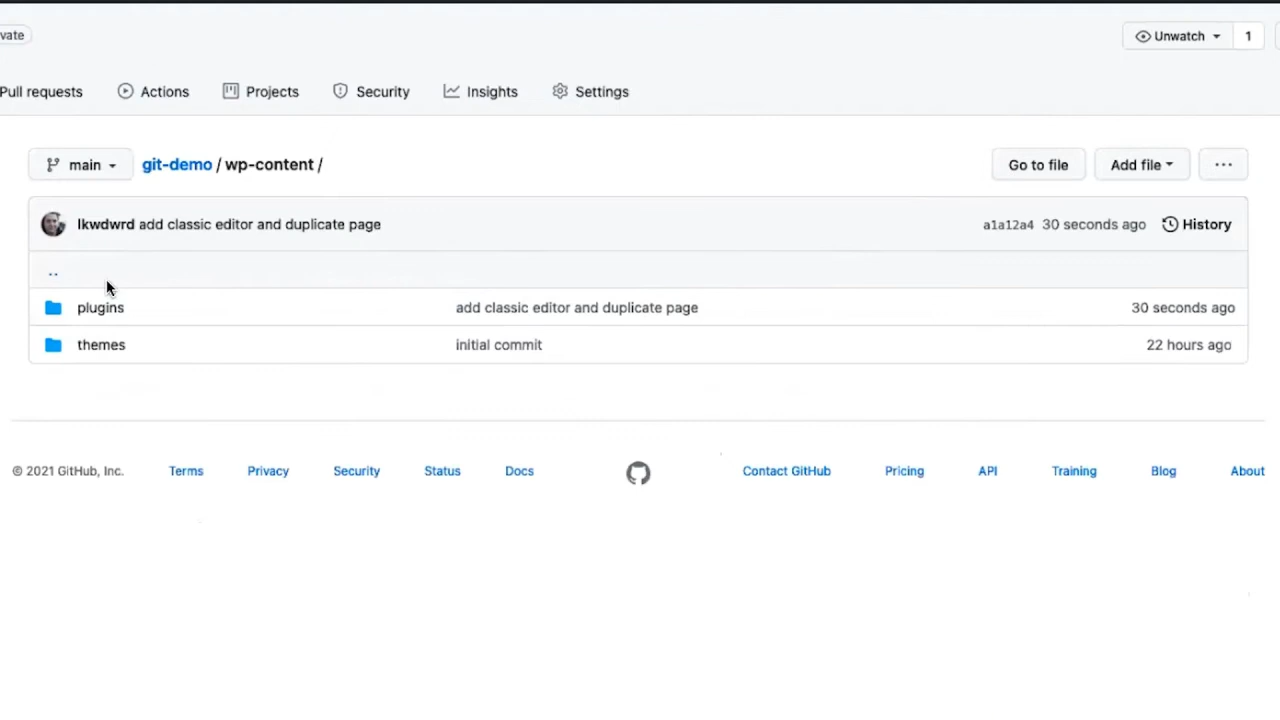 vate
Unwatch 1
Pull requests Actions Projects Security Insights Settings
main git-demo / wp-content / Go to file Add file ...
lkwdwrd add classic editor and duplicate page a1a12a4 30 seconds ago History
..
plugins add classic editor and duplicate page 30 seconds ago
themes initial commit 22 hours ago
© 2021 GitHub, Inc. Terms Privacy Security Status Docs Contact GitHub Pricing API Training Blog About